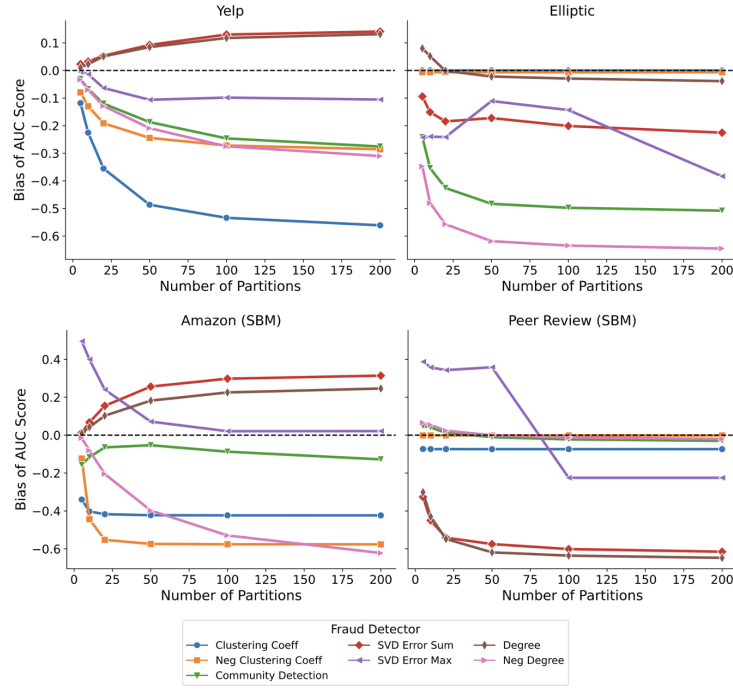 Yelp
Elliptic
Bias of AUC Score
0.1
0.0
−0.1
−0.2
−0.3
−0.4
−0.5
−0.6
0 25 50 75 100 125 150 175 200
0 25 50 75 100 125 150 175 200
Number of Partitions
Number of Partitions
Amazon (SBM)
Peer Review (SBM)
Bias of AUC Score
0.4
0.2
0.0
−0.2
−0.4
−0.6
0 25 50 75 100 125 150 175 200
0 25 50 75 100 125 150 175 200
Number of Partitions
Number of Partitions
Fraud Detector
Clustering Coeff
Neg Clustering Coeff
Community Detection
SVD Error Sum
SVD Error Max
Degree
Neg Degree